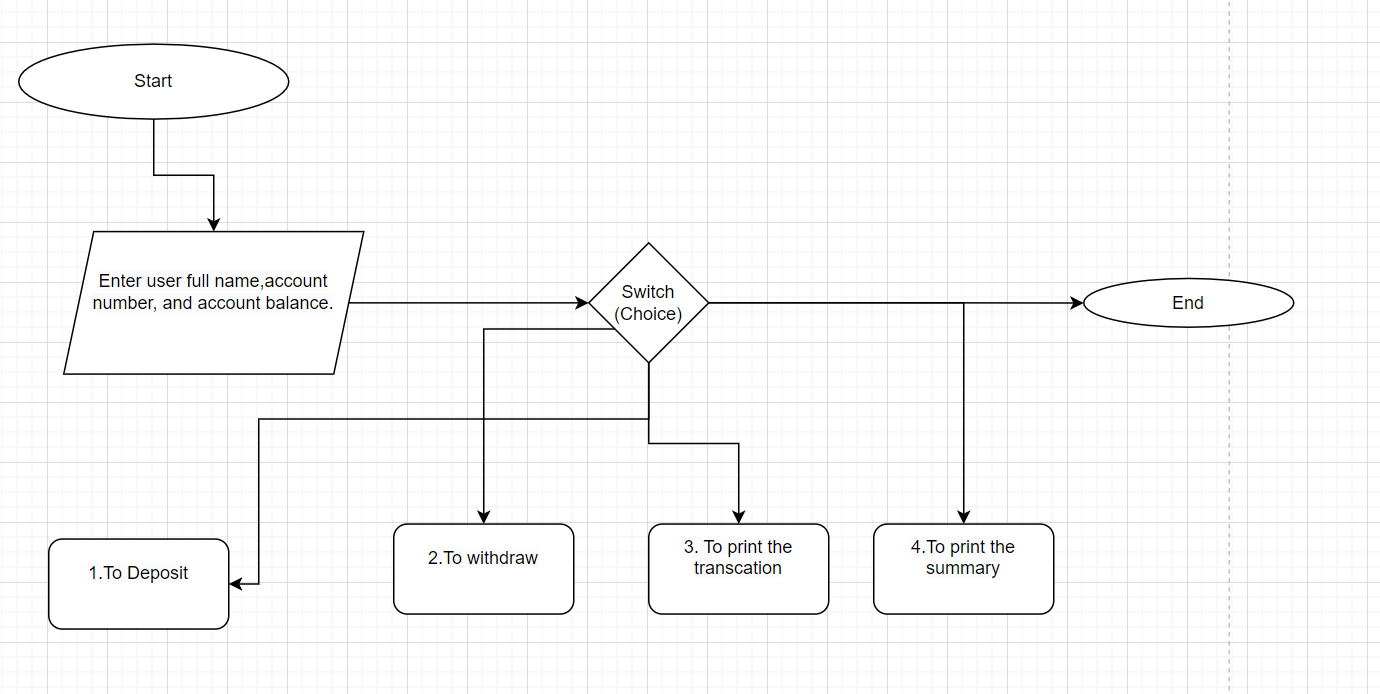 Start
Enter user full name,account
number, and account balance.
Switch
(Choice)
End
1.To Deposit
2.To withdraw
3. To print the
transcation
4.To print the
summary